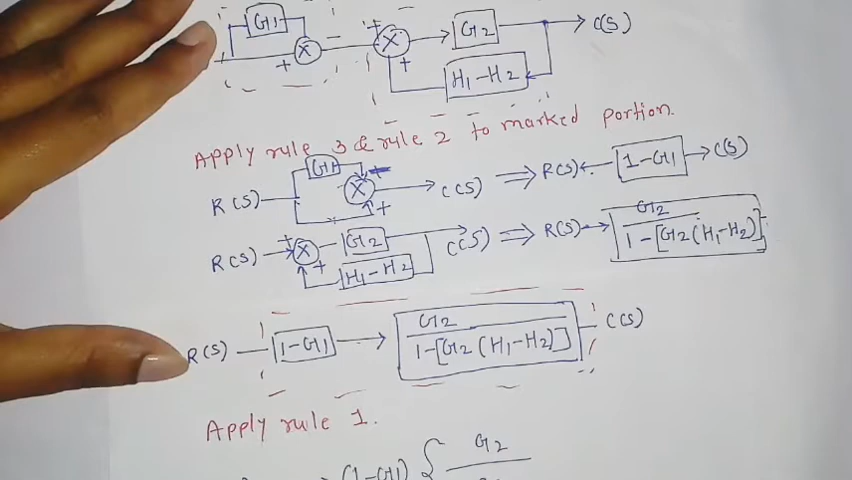 G1 X + - + X + G2 C(S)
H1-H2
Apply rule 3 & rule 2 to marked portion.
R(S) G1 X + + C(S) ⇒ R(S) 1-G1 C(S)
R(S) + X + G2 H1-H2 C(S) ⇒ R(S) G2 / 1-[G2(H1-H2)]
R(S) 1-G1 G2 / 1-[G2(H1-H2)] C(S)
Apply rule 1.
(1-G1) { G2